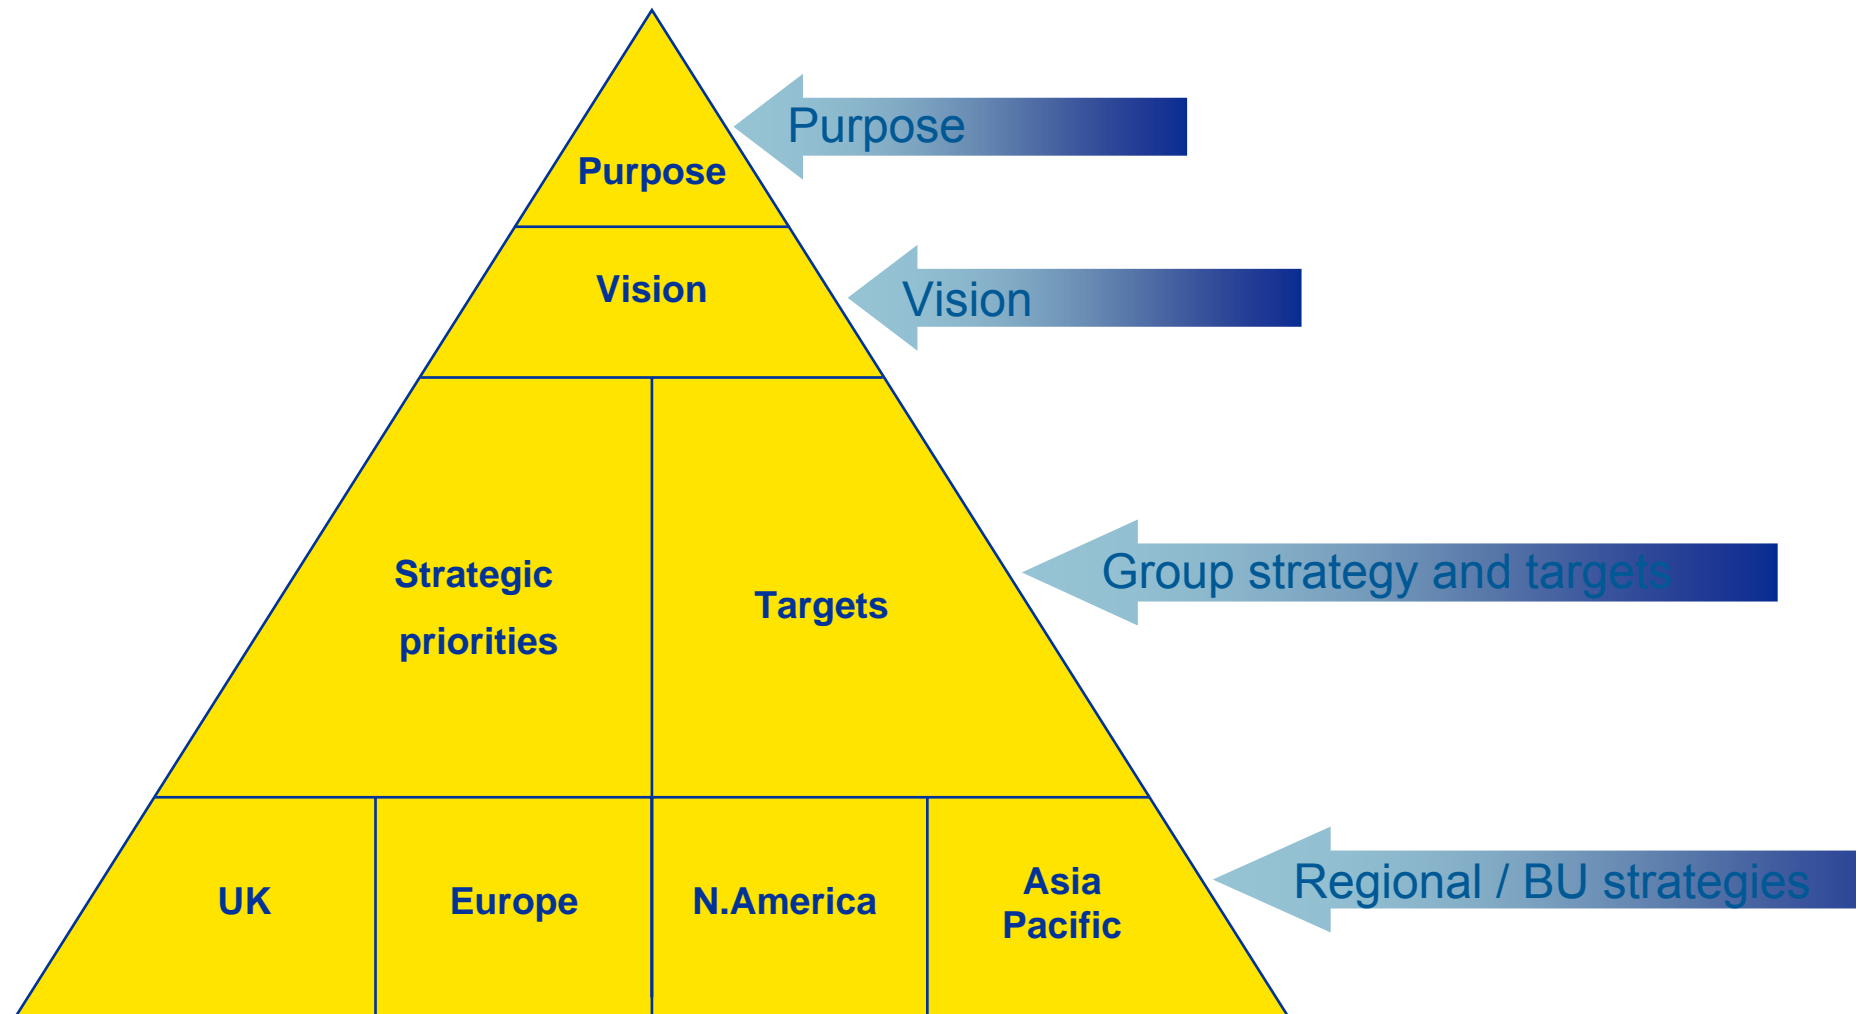 Purpose
Purpose
Vision
Vision
Strategic
priorities
Targets
Group strategy and targets
UK
Europe
N.America
Asia
Pacific
Regional / BU strategies